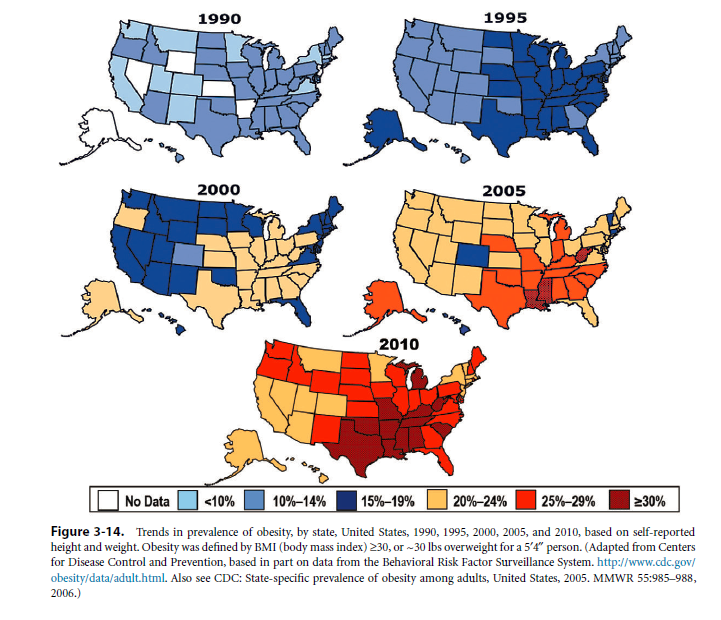 1990
1995
2000
2005
2010
No Data
<10%
10%–14%
15%–19%
20%–24%
25%–29%
≥30%
Figure 3-14. Trends in prevalence of obesity, by state, United States, 1990, 1995, 2000, 2005, and 2010, based on self-reported
height and weight. Obesity was defined by BMI (body mass index) ≥30, or ~30 lbs overweight for a 5′4″ person. (Adapted from Centers
for Disease Control and Prevention, based in part on data from the Behavioral Risk Factor Surveillance System. http://www.cdc.gov/
obesity/data/adult.html. Also see CDC: State-specific prevalence of obesity among adults, United States, 2005. MMWR 55:985–988,
2006.)